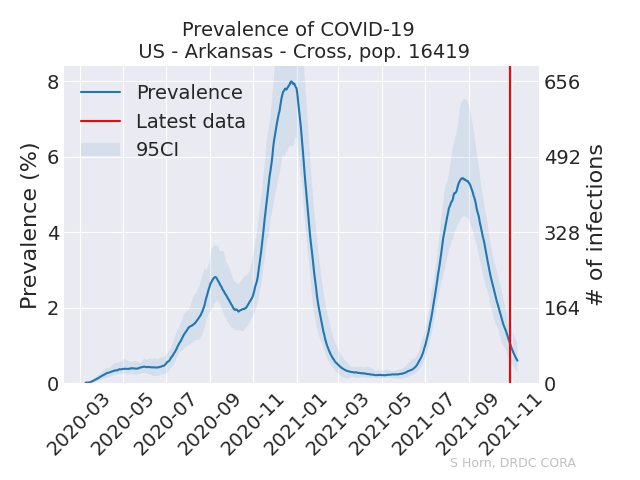 Prevalence of COVID-19
US - Arkansas - Cross, pop. 16419
Prevalence
Latest data
95CI
Prevalence (%)
8
6
4
2
0
# of infections
656
492
328
164
0
2020-03
2020-05
2020-07
2020-09
2020-11
2021-01
2021-03
2021-05
2021-07
2021-09
2021-11
S Horn, DRDC CORA